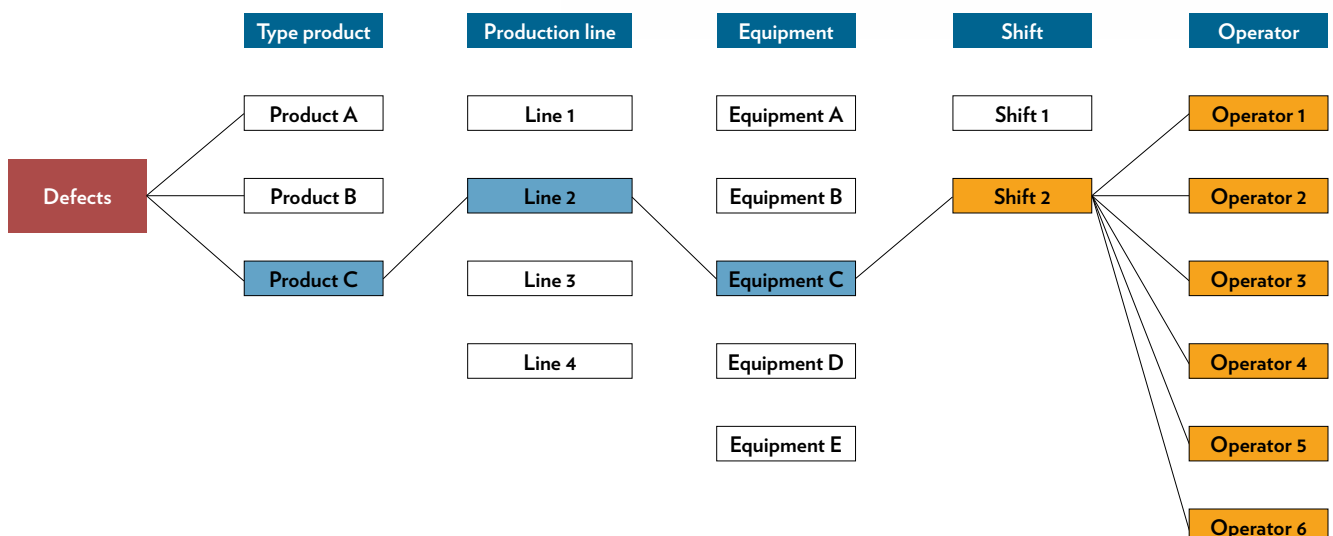 Type product
Production line
Equipment
Shift
Operator
Product A
Line 1
Equipment A
Shift 1
Operator 1
Defects
Product B
Line 2
Equipment B
Shift 2
Operator 2
Product C
Line 3
Equipment C
Operator 3
Line 4
Equipment D
Operator 4
Equipment E
Operator 5
Operator 6